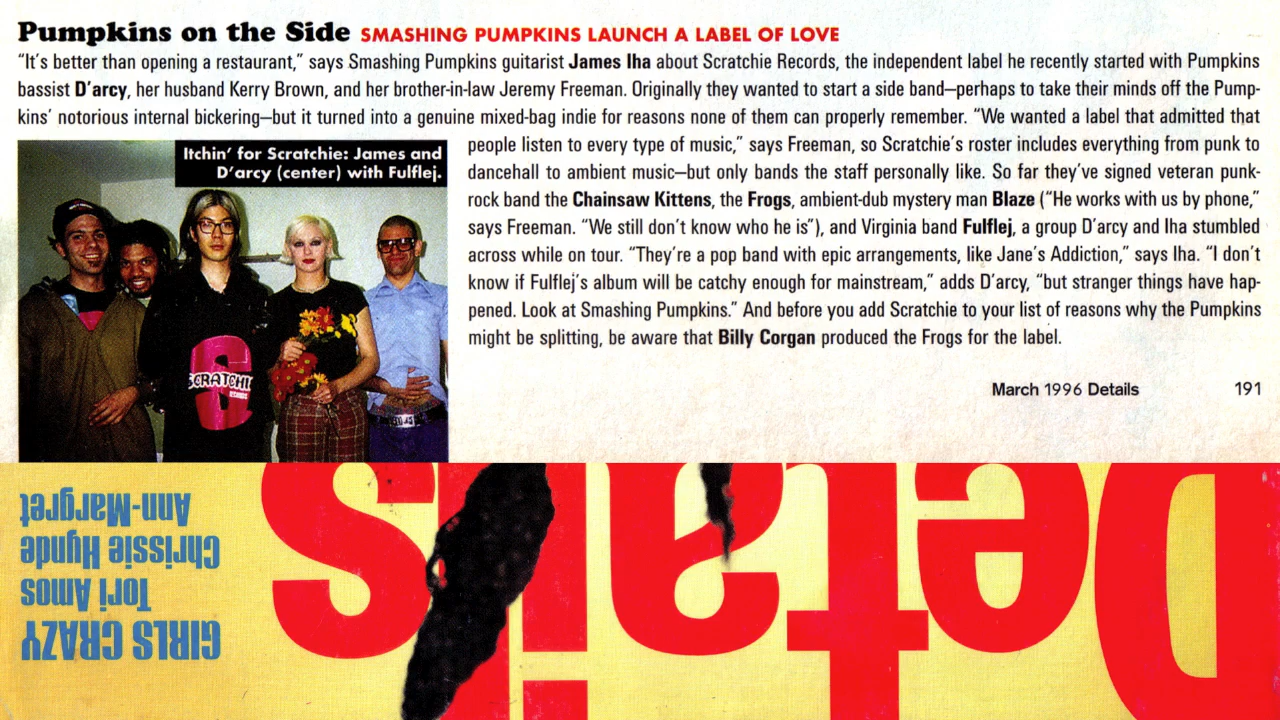 Pumpkins on the Side SMASHING PUMPKINS LAUNCH A LABEL OF LOVE
“It’s better than opening a restaurant,” says Smashing Pumpkins guitarist James Iha about Scratchie Records, the independent label he recently started with Pumpkins
bassist D’arcy, her husband Kerry Brown, and her brother-in-law Jeremy Freeman. Originally they wanted to start a side band—perhaps to take their minds off the Pump-
kins’ notorious internal bickering—but it turned into a genuine mixed-bag indie for reasons none of them can properly remember. “We wanted a label that admitted that
people listen to every type of music,” says Freeman, so Scratchie’s roster includes everything from punk to
dancehall to ambient music—but only bands the staff personally like. So far they’ve signed veteran punk-
rock band the Chainsaw Kittens, the Frogs, ambient-dub mystery man Blaze (“He works with us by phone,”
says Freeman. “We still don’t know who he is”), and Virginia band Fulflej, a group D’arcy and Iha stumbled
across while on tour. “They’re a pop band with epic arrangements, like Jane’s Addiction,” says Iha. “I don’t
know if Fulflej’s album will be catchy enough for mainstream,” adds D’arcy, “but stranger things have hap-
pened. Look at Smashing Pumpkins.” And before you add Scratchie to your list of reasons why the Pumpkins
might be splitting, be aware that Billy Corgan produced the Frogs for the label.
Itchin’ for Scratchie: James and
D’arcy (center) with Fulflej.
SCRATCHIE
March 1996 Details 191
Details
GIRLS CRAZY
Tori Amos
Chrissie Hynde
Ann-Margret